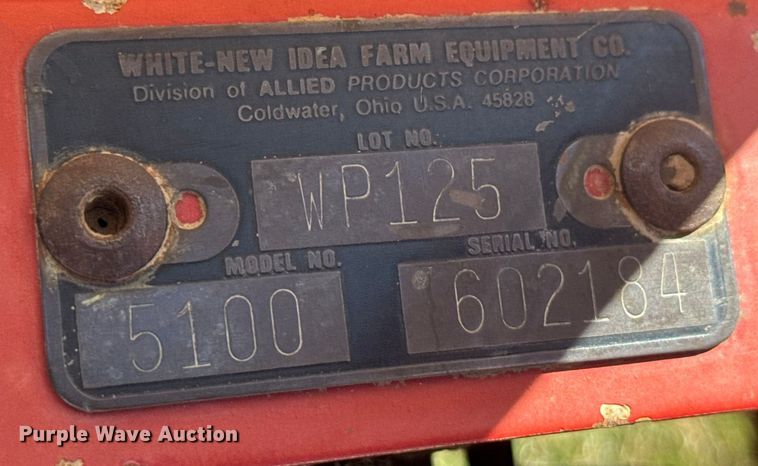 WHITE-NEW IDEA FARM EQUIPMENT CO.
Division of ALLIED PRODUCTS CORPORATION
Coldwater, Ohio U.S.A. 45828
LOT NO.
WP125
MODEL NO. SERIAL NO.
5100 602184
Purple Wave Auction